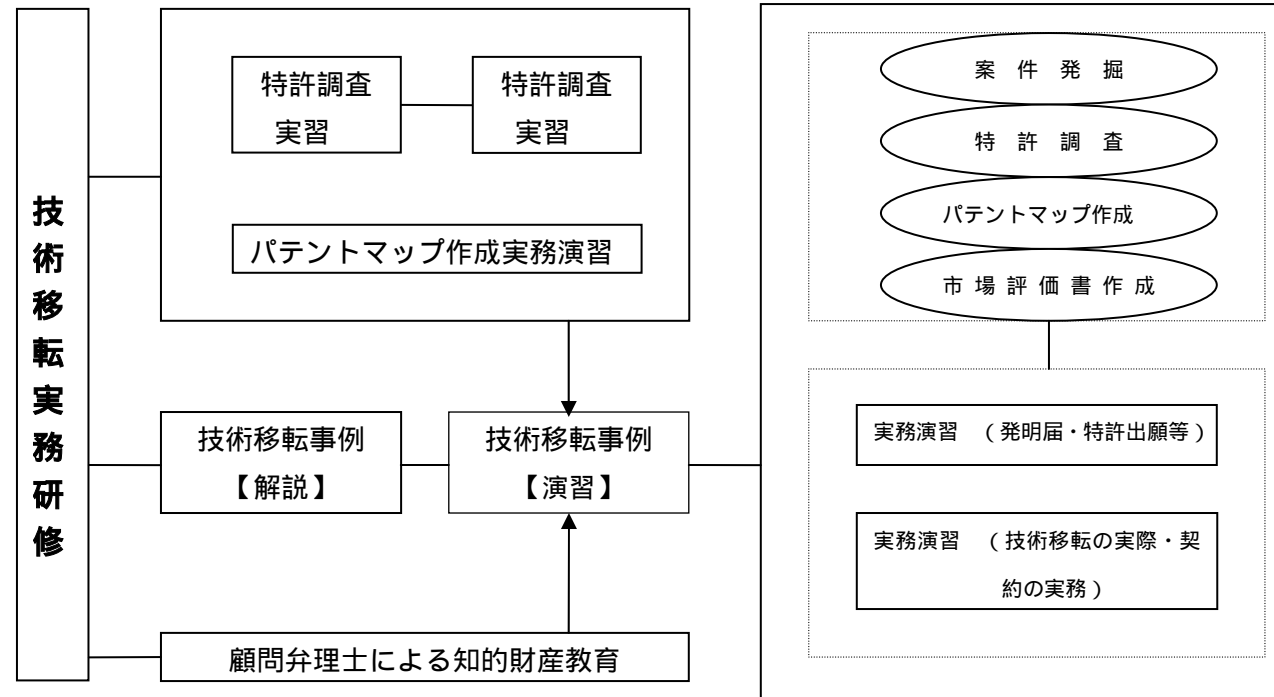 技術移転実務研修
特許調査
実習
特許調査
実習
パテントマップ作成実務演習
技術移転事例
【解説】
技術移転事例
【演習】
顧問弁理士による知的財産教育
案件発掘
特許調査
パテントマップ作成
市場評価書作成
実務演習 （発明届・特許出願等）
実務演習 （技術移転の実際・契
約の実務）